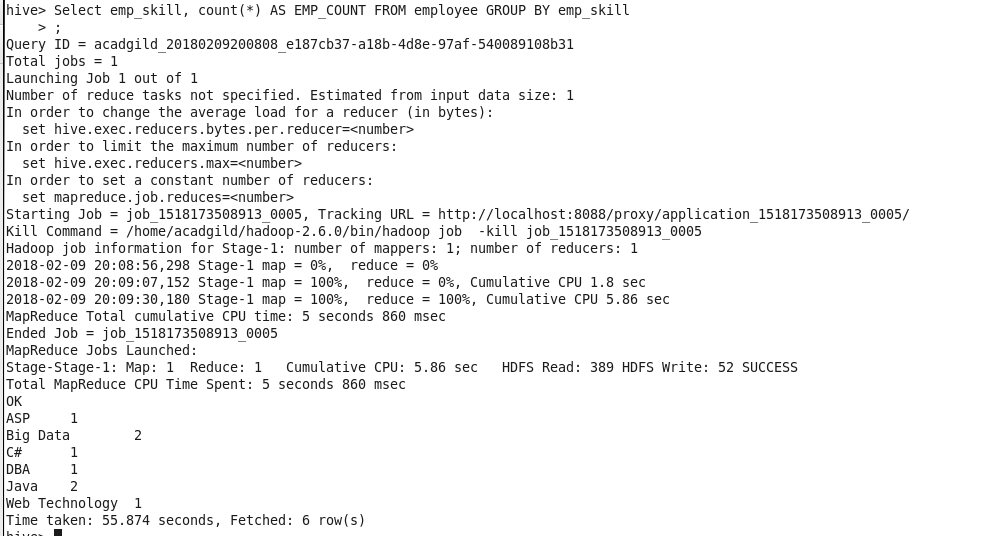 hive> Select emp_skill, count(*) AS EMP_COUNT FROM employee GROUP BY emp_skill
    > ;
Query ID = acadgild_20180209200808_e187cb37-a18b-4d8e-97af-540089108b31
Total jobs = 1
Launching Job 1 out of 1
Number of reduce tasks not specified. Estimated from input data size: 1
In order to change the average load for a reducer (in bytes):
  set hive.exec.reducers.bytes.per.reducer=<number>
In order to limit the maximum number of reducers:
  set hive.exec.reducers.max=<number>
In order to set a constant number of reducers:
  set mapreduce.job.reduces=<number>
Starting Job = job_1518173508913_0005, Tracking URL = http://localhost:8088/proxy/application_1518173508913_0005/
Kill Command = /home/acadgild/hadoop-2.6.0/bin/hadoop job  -kill job_1518173508913_0005
Hadoop job information for Stage-1: number of mappers: 1; number of reducers: 1
2018-02-09 20:08:56,298 Stage-1 map = 0%,  reduce = 0%
2018-02-09 20:09:07,152 Stage-1 map = 100%,  reduce = 0%, Cumulative CPU 1.8 sec
2018-02-09 20:09:30,180 Stage-1 map = 100%,  reduce = 100%, Cumulative CPU 5.86 sec
MapReduce Total cumulative CPU time: 5 seconds 860 msec
Ended Job = job_1518173508913_0005
MapReduce Jobs Launched:
Stage-Stage-1: Map: 1  Reduce: 1   Cumulative CPU: 5.86 sec   HDFS Read: 389 HDFS Write: 52 SUCCESS
Total MapReduce CPU Time Spent: 5 seconds 860 msec
OK
ASP     1
Big Data        2
C#      1
DBA     1
Java    2
Web Technology  1
Time taken: 55.874 seconds, Fetched: 6 row(s)
hive>